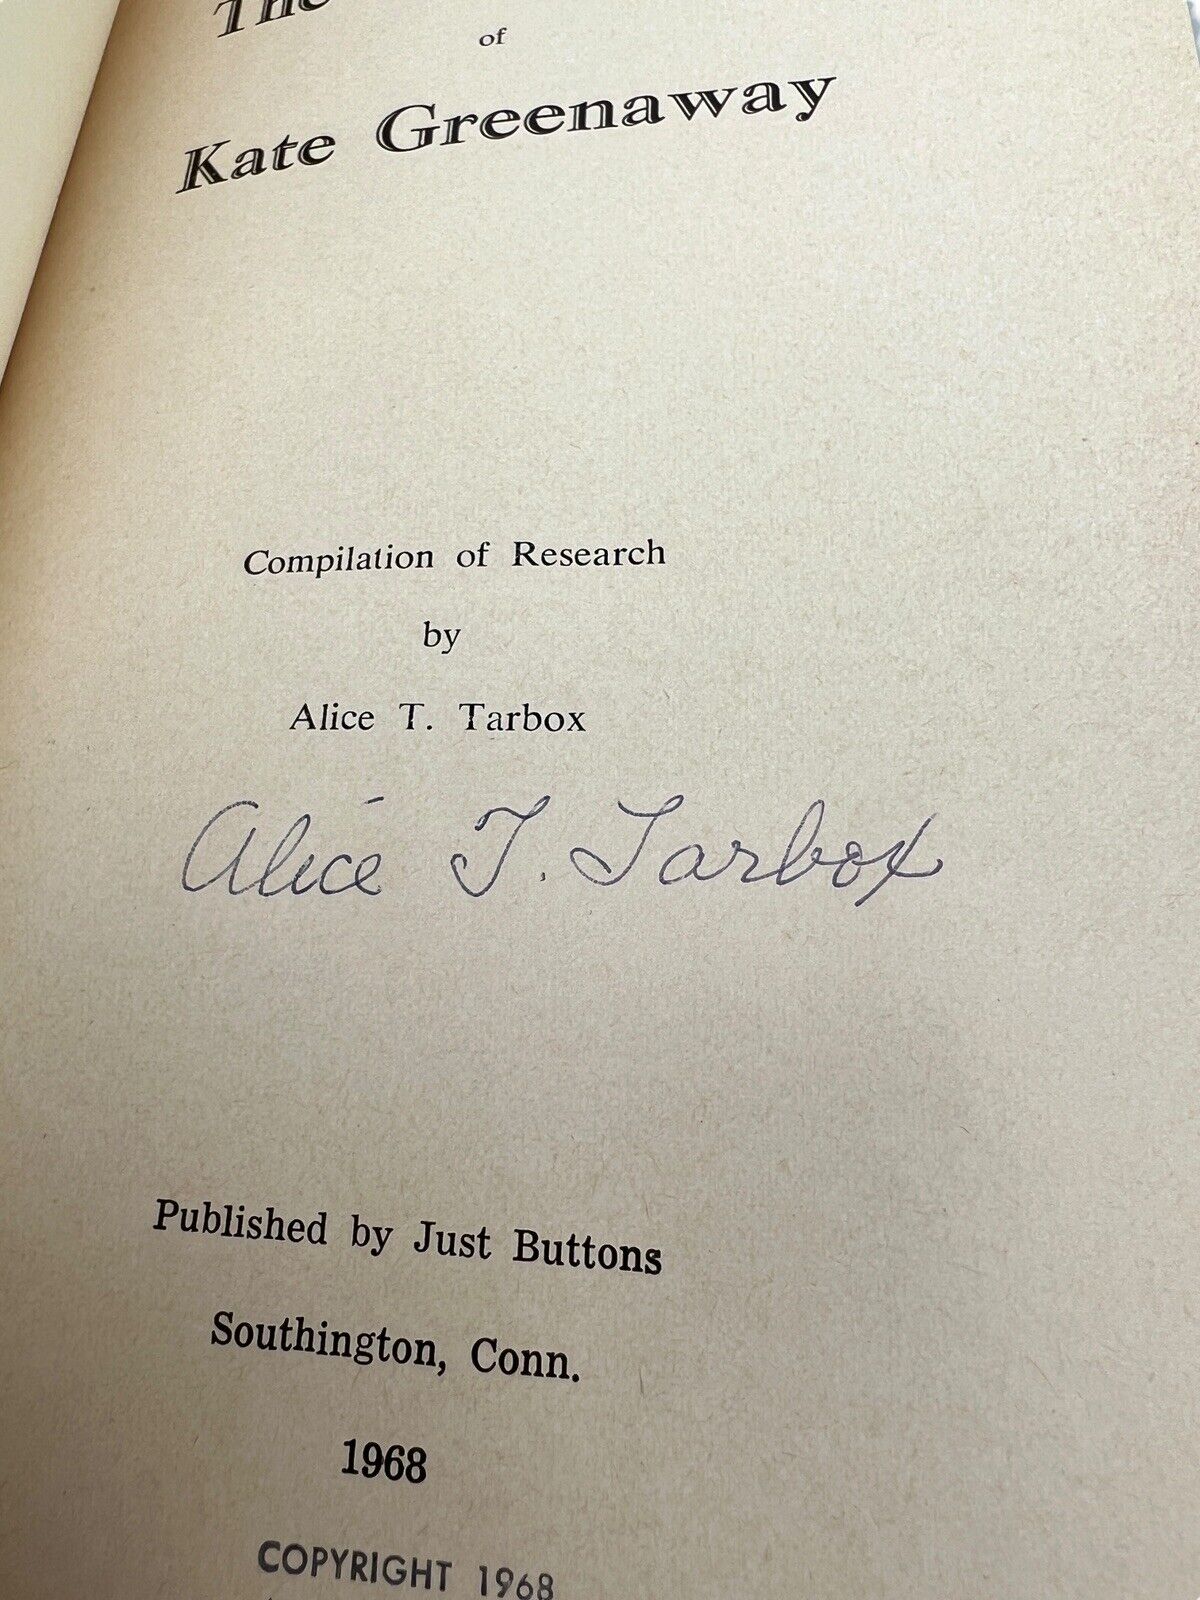 The
of
Kate Greenaway
Compilation of Research
by
Alice T. Tarbox
Alice T. Tarbox
Published by Just Buttons
Southington, Conn.
1968
COPYRIGHT 1968